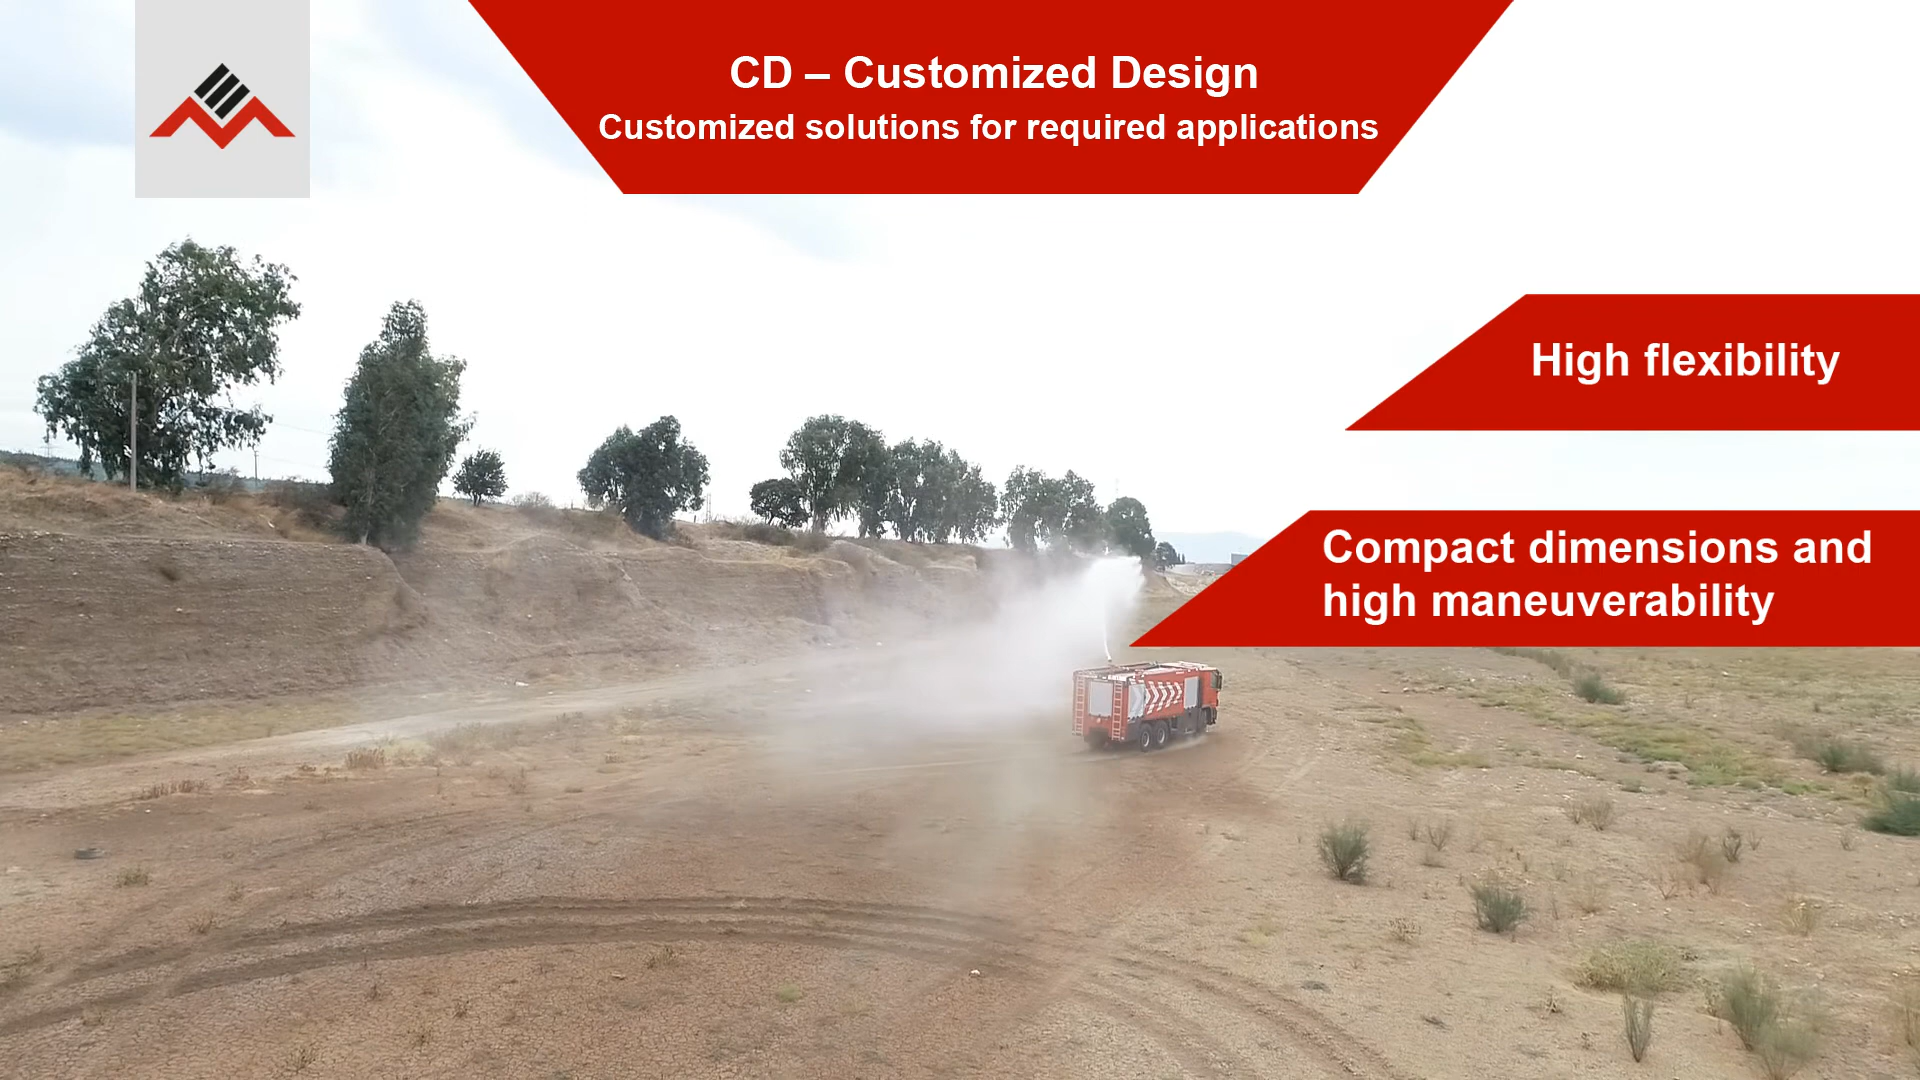 CD – Customized Design
Customized solutions for required applications
High flexibility
Compact dimensions and
high maneuverability